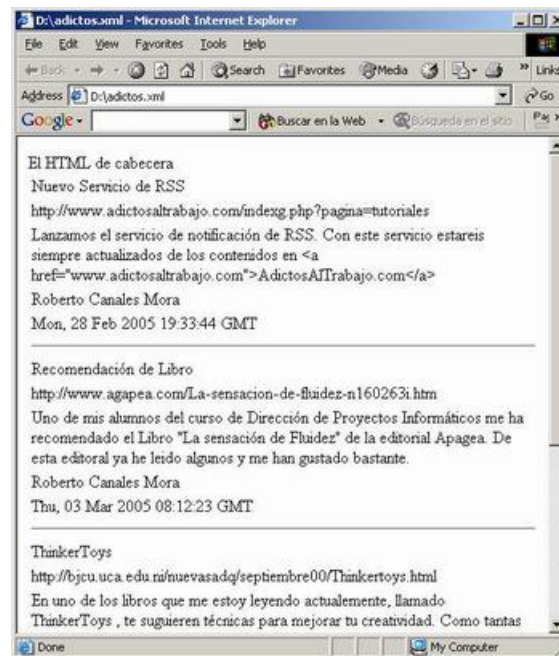 D:\adictos.xml - Microsoft Internet Explorer
File Edit View Favorites Tools Help
Back Search Favorites Media » Links
Address D:\adictos.xml Go
Google Buscar en la Web Búsqueda en el sitio
El HTML de cabecera
Nuevo Servicio de RSS
http://www.adictosaltrabajo.com/indexg.php?pagina=tutoriales
Lanzamos el servicio de notificación de RSS. Con este servicio estareis
siempre actualizados de los contenidos en <a
href="www.adictosaltrabajo.com">AdictosAlTrabajo.com</a>
Roberto Canales Mora
Mon, 28 Feb 2005 19:33:44 GMT
Recomendación de Libro
http://www.agapea.com/La-sensacion-de-fluidez-n160263i.htm
Uno de mis alumnos del curso de Dirección de Proyectos Informáticos me ha
recomendado el Libro "La sensación de Fluidez" de la editorial Apagea. De
esta editoral ya he leido algunos y me han gustado bastante.
Roberto Canales Mora
Thu, 03 Mar 2005 08:12:23 GMT
ThinkerToys
http://bjcu.uca.edu.ni/nuevasadq/septiembre00/Thinkertoys.html
En uno de los libros que me estoy leyendo actualemente, llamado
ThinkerToys , te suguieren técnicas para mejorar tu creatividad. Como tantas
Done My Computer